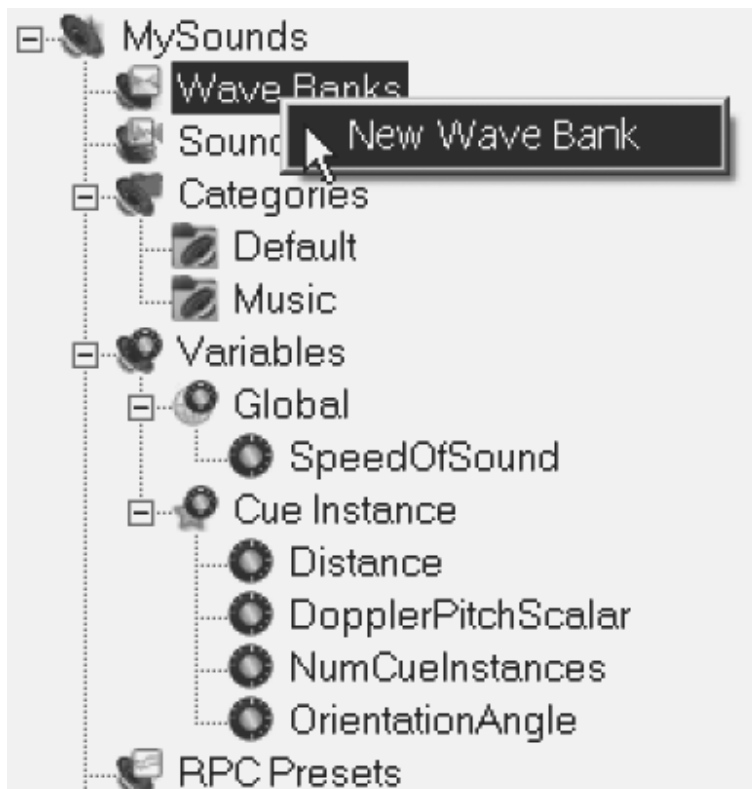 MySounds
Wave Banks
New Wave Bank
Soun
Categories
Default
Music
Variables
Global
SpeedOfSound
Cue Instance
Distance
DopplerPitchScalar
NumCueInstances
OrientationAngle
RPC Presets